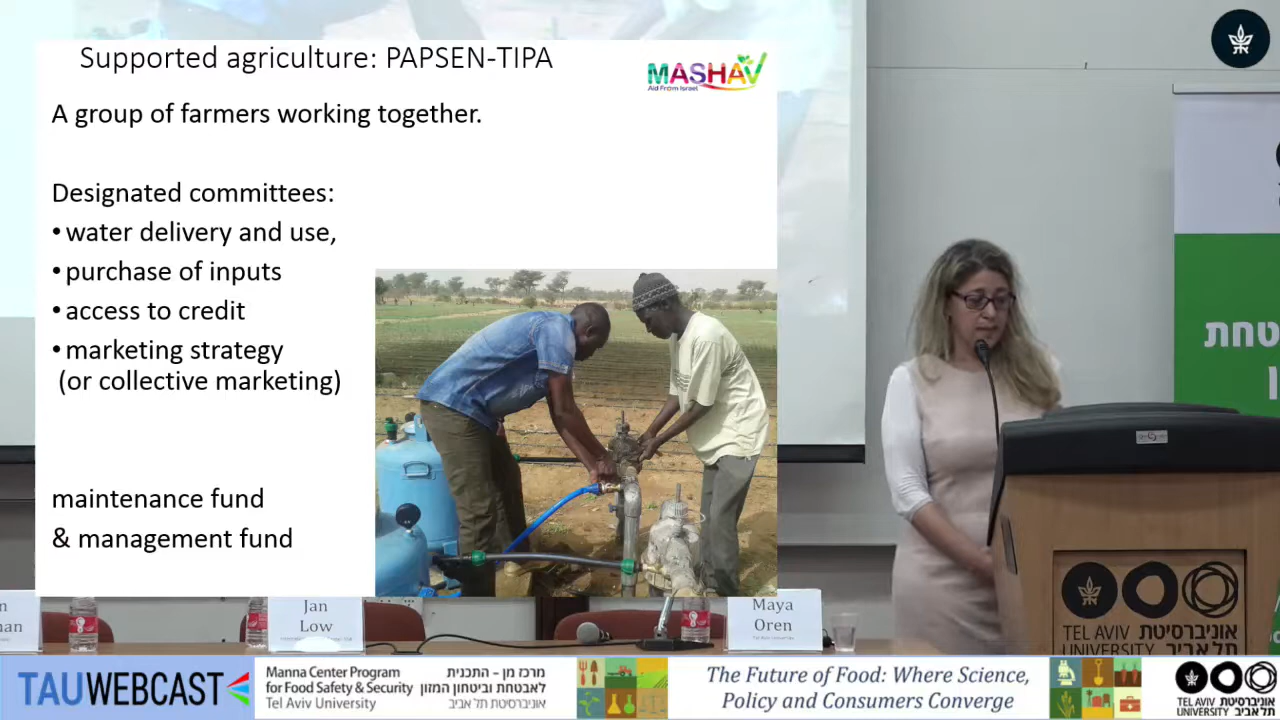 Supported agriculture: PAPSEN-TIPA
MASHAV
Aid From Israel
A group of farmers working together.
Designated committees:
• water delivery and use,
• purchase of inputs
• access to credit
• marketing strategy
(or collective marketing)
maintenance fund
& management fund
טחת
Jan
Low
Maya
Oren
TEL AVIV אוניברסיטת
UNIVERSITY תל אביב
TAUWEBCAST
Manna Center Program
for Food Safety & Security
Tel Aviv University
מרכז מן - התכנית
לאבטחת וביטחון המזון
אוניברסיטת תל אביב
The Future of Food: Where Science,
Policy and Consumers Converge
TEL AVIV אוניברסיטת
UNIVERSITY תל אביב